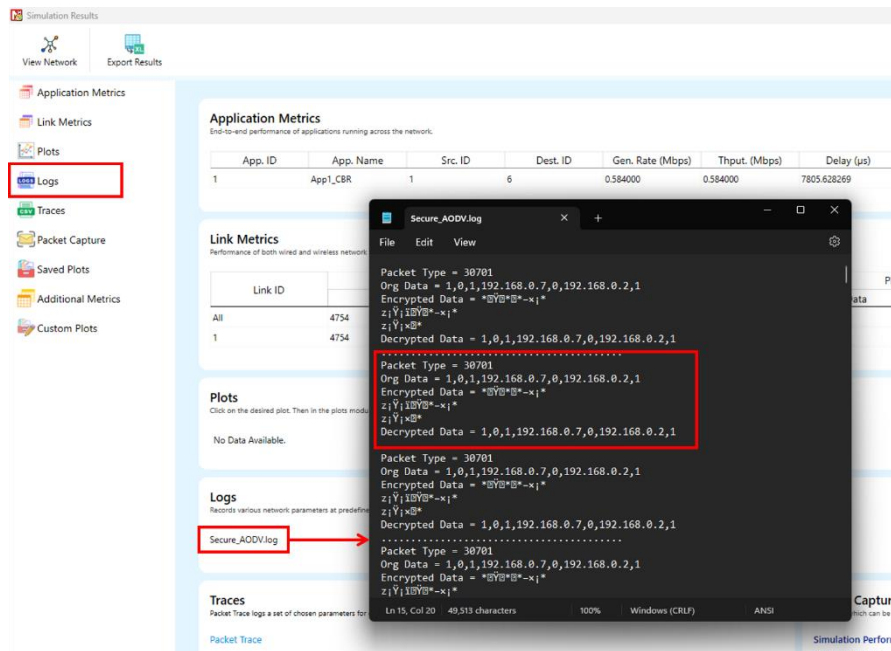 Simulation Results
View Network
Export Results
Application Metrics
Link Metrics
Plots
Logs
Traces
Packet Capture
Saved Plots
Additional Metrics
Custom Plots
Application Metrics
End-to-end performance of applications running across the network.
App. ID App. Name Src. ID Dest. ID Gen. Rate (Mbps) Thput. (Mbps) Delay (µs)
1 App1_CBR 1 6 0.584000 0.584000 7805.628269
Link Metrics
Performance of both wired and wireless network
Link ID
All 4754
1 4754
Plots
Click on the desired plot. Then in the plots modu
No Data Available.
Logs
Records various network parameters at predefine
Secure_AODV.log
Traces
Packet Trace logs a set of chosen parameters for
Packet Trace
Secure_AODV.log
File Edit View
Packet Type = 30701
Org Data = 1,0,1,192.168.0.7,0,192.168.0.2,1
Encrypted Data =
Decrypted Data = 1,0,1,192.168.0.7,0,192.168.0.2,1
........................................
Packet Type = 30701
Org Data = 1,0,1,192.168.0.7,0,192.168.0.2,1
Encrypted Data =
Decrypted Data = 1,0,1,192.168.0.7,0,192.168.0.2,1
Packet Type = 30701
Org Data = 1,0,1,192.168.0.7,0,192.168.0.2,1
Encrypted Data =
Decrypted Data = 1,0,1,192.168.0.7,0,192.168.0.2,1
........................................
Packet Type = 30701
Org Data = 1,0,1,192.168.0.7,0,192.168.0.2,1
Encrypted Data =
Ln 15, Col 20 49,513 characters 100% Windows (CRLF) ANSI
Captur
Simulation Perfor